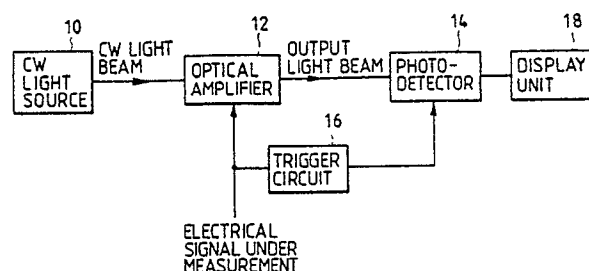 10
CW
LIGHT
SOURCE
CW LIGHT
BEAM
12
OPTICAL
AMPLIFIER
OUTPUT
LIGHT BEAM
14
PHOTO-
DETECTOR
18
DISPLAY
UNIT
16
TRIGGER
CIRCUIT
ELECTRICAL
SIGNAL UNDER
MEASUREMENT